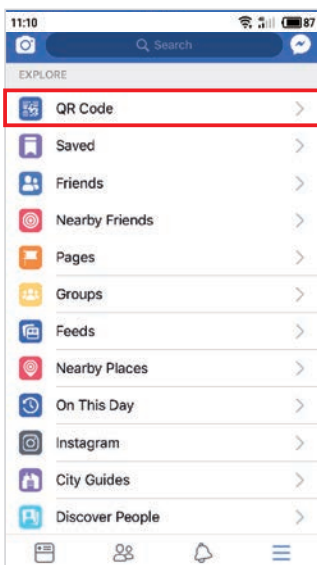 11:10
87
Search
EXPLORE
QR Code
Saved
Friends
Nearby Friends
Pages
Groups
Feeds
Nearby Places
On This Day
Instagram
City Guides
Discover People